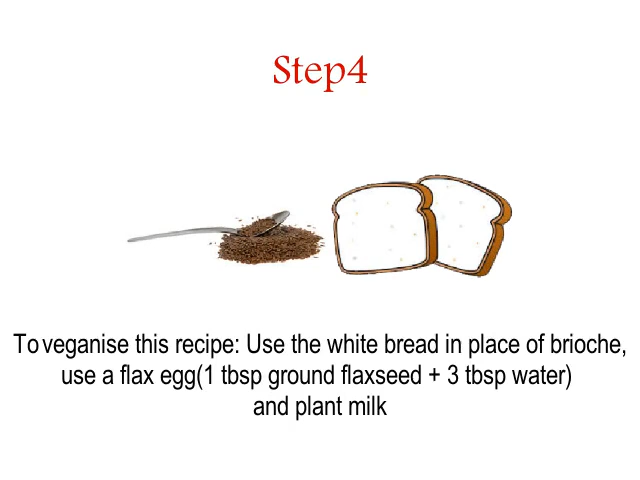 Step4
To veganise this recipe: Use the white bread in place of brioche,
use a flax egg(1 tbsp ground flaxseed + 3 tbsp water)
and plant milk